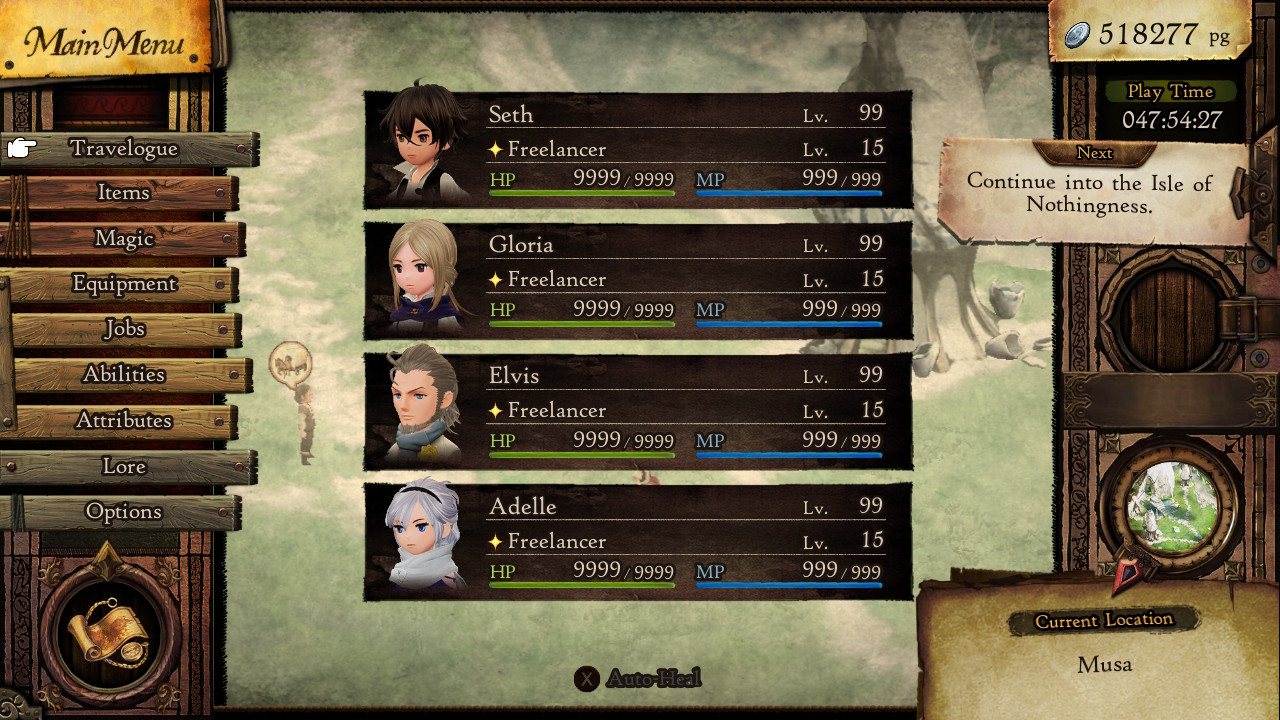 Main Menu
518277 pg
Play Time
047:54:27
Travelogue
Items
Magic
Equipment
Jobs
Abilities
Attributes
Lore
Options
Seth Lv. 99
Freelancer Lv. 15
HP 9999/9999 MP 999/999
Gloria Lv. 99
Freelancer Lv. 15
HP 9999/9999 MP 999/999
Elvis Lv. 99
Freelancer Lv. 15
HP 9999/9999 MP 999/999
Adelle Lv. 99
Freelancer Lv. 15
HP 9999/9999 MP 999/999
X Auto-Heal
Next
Continue into the Isle of
Nothingness.
Current Location
Musa